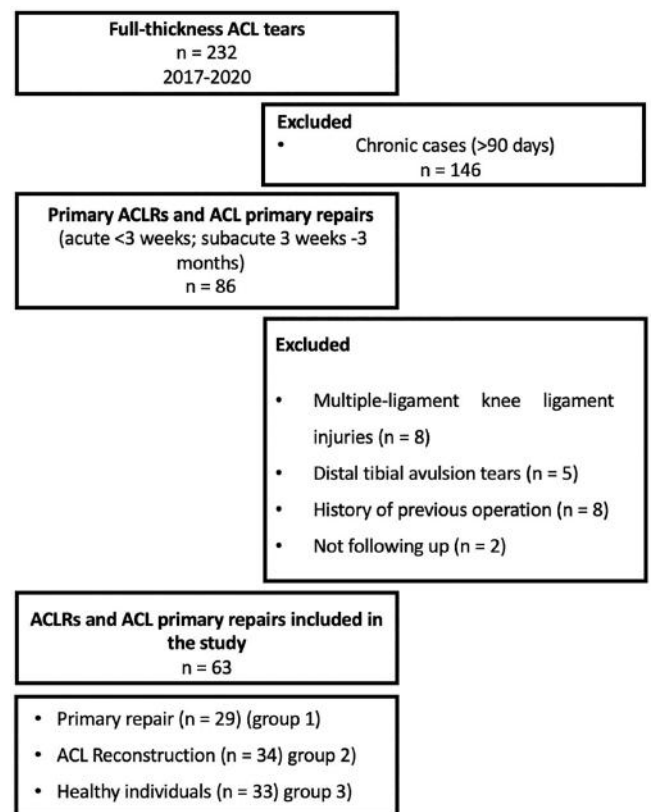 Full-thickness ACL tears
n = 232
2017-2020
Excluded
• Chronic cases (>90 days)
n = 146
Primary ACLRs and ACL primary repairs
(acute <3 weeks; subacute 3 weeks -3
months)
n = 86
Excluded
• Multiple-ligament knee ligament
injuries (n = 8)
• Distal tibial avulsion tears (n = 5)
• History of previous operation (n = 8)
• Not following up (n = 2)
ACLRs and ACL primary repairs included in
the study
n = 63
• Primary repair (n = 29) (group 1)
• ACL Reconstruction (n = 34) group 2)
• Healthy individuals (n = 33) group 3)